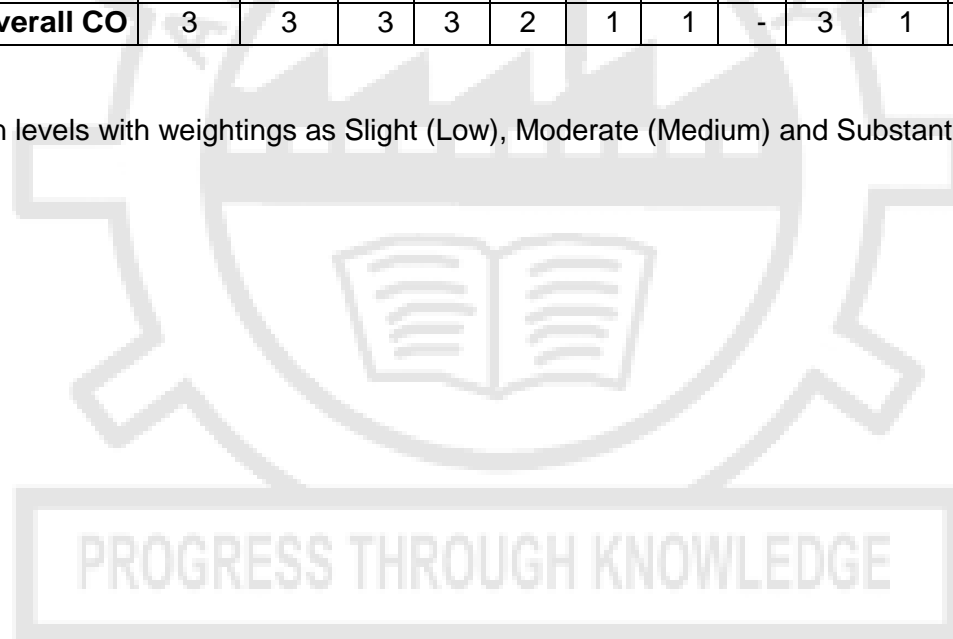 verall CO 3 3 3 3 2 1 1 - 3 1
n levels with weightings as Slight (Low), Moderate (Medium) and Substant
PROGRESS THROUGH KNOWLEDGE